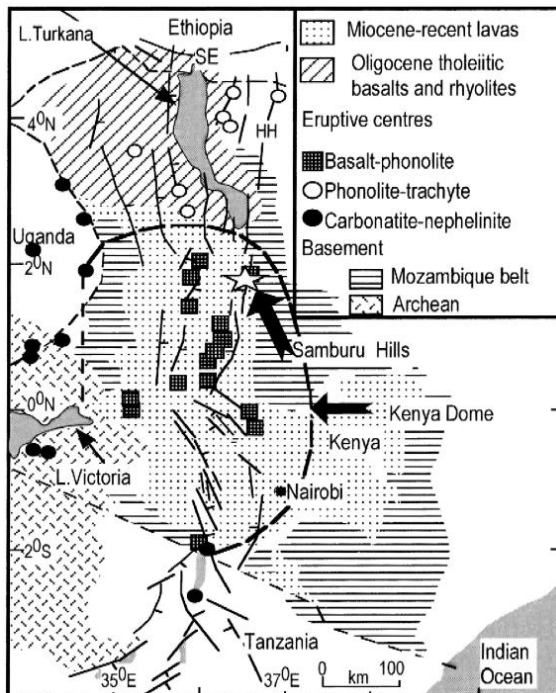 Ethiopia
L.Turkana
SE
4⁰N
HH
Uganda
2⁰N
Samburu Hills
0⁰N
Kenya Dome
Kenya
L.Victoria
Nairobi
2⁰S
Tanzania
Indian
Ocean
35⁰E
37⁰E
0
100
km
Miocene-recent lavas
Oligocene tholeiitic
basalts and rhyolites
Eruptive centres
Basalt-phonolite
Phonolite-trachyte
Carbonatite-nephelinite
Basement
Mozambique belt
Archean